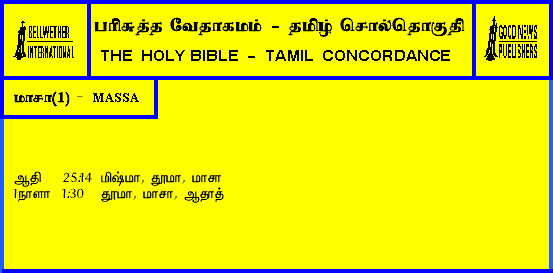 BELLWETHER
INTERNATIONAL
பரிசுத்த வேதாகமம் - தமிழ் சொல்தொகுதி
THE HOLY BIBLE - TAMIL CONCORDANCE
GOOD NEWS
PUBLISHERS
மாசா(1) - MASSA
ஆதி 25:14 மிஷ்மா, தூமா, மாசா
1நாளா 1:30 தூமா, மாசா, ஆதாத்